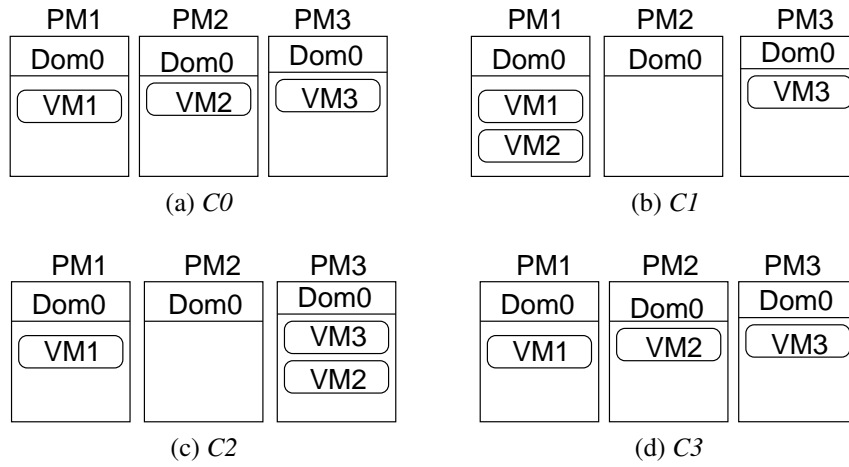 PM1 PM2 PM3
Dom0 Dom0 Dom0
VM1 VM2 VM3
(a) C0
PM1 PM2 PM3
Dom0 Dom0 Dom0
VM1 VM3
VM2
(b) C1
PM1 PM2 PM3
Dom0 Dom0 Dom0
VM1 VM3
VM2
(c) C2
PM1 PM2 PM3
Dom0 Dom0 Dom0
VM1 VM2 VM3
(d) C3